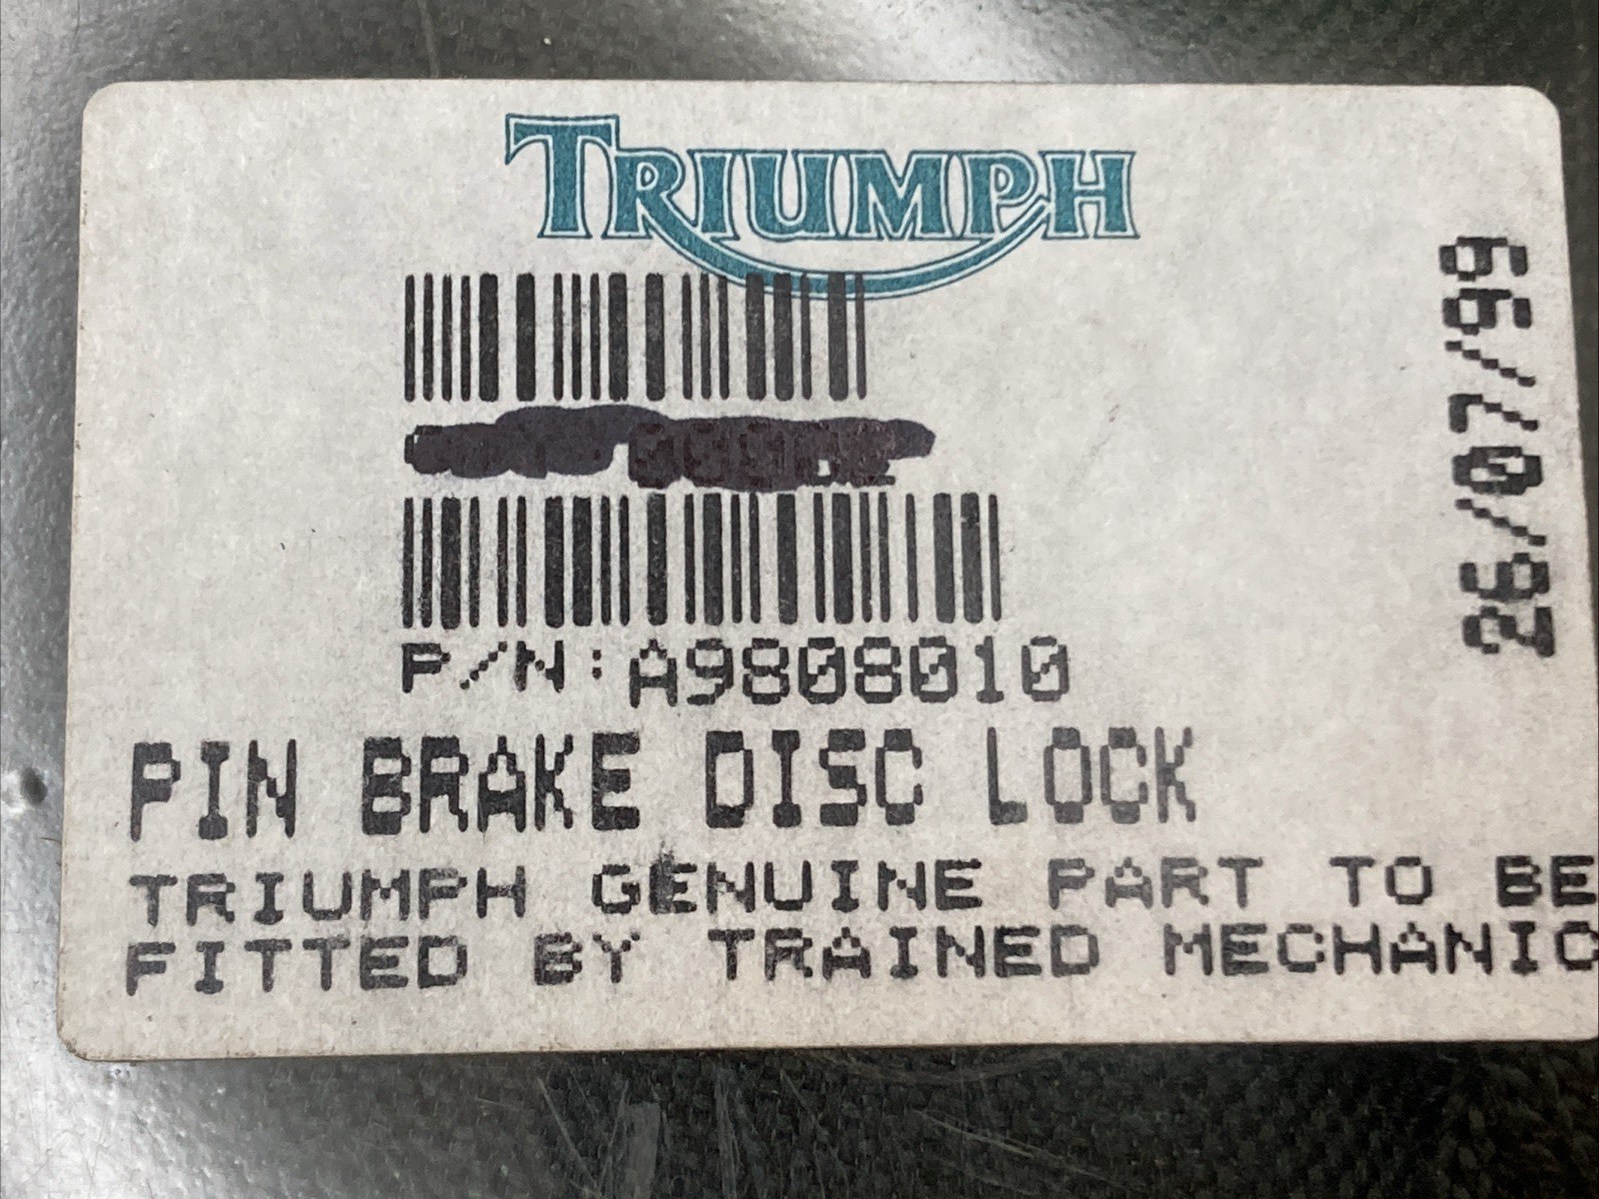 TRIUMPH
P/N:A9808010
PIN BRAKE DISC LOCK
TRIUMPH GENUINE PART TO BE
FITTED BY TRAINED MECHANIC
26/07/99